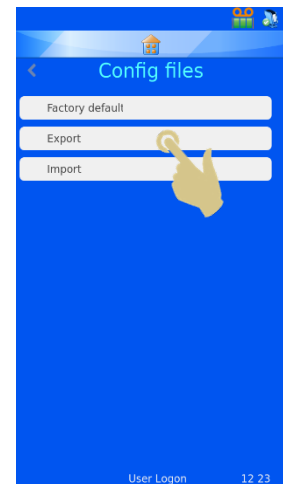 Config files
Factory default
Export
Import
User Logon 12 23